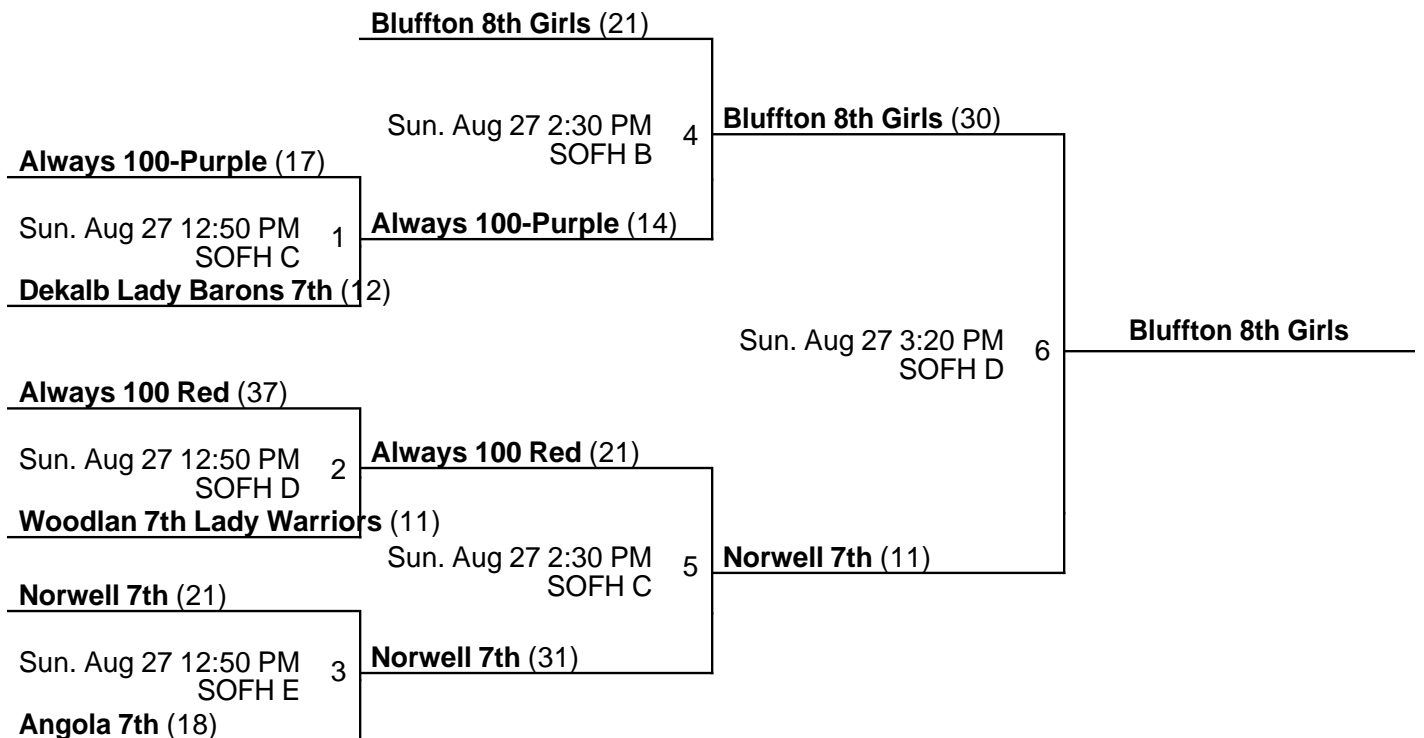 Bluffton 8th Girls (21)
Sun. Aug 27 2:30 PM
SOFH B
4
Bluffton 8th Girls (30)
Always 100-Purple (17)
Sun. Aug 27 12:50 PM
SOFH C
1
Always 100-Purple (14)
Dekalb Lady Barons 7th (12)
Sun. Aug 27 3:20 PM
SOFH D
6
Bluffton 8th Girls
Always 100 Red (37)
Sun. Aug 27 12:50 PM
SOFH D
2
Always 100 Red (21)
Woodlan 7th Lady Warriors (11)
Sun. Aug 27 2:30 PM
SOFH C
5
Norwell 7th (11)
Norwell 7th (21)
Sun. Aug 27 12:50 PM
SOFH E
3
Norwell 7th (31)
Angola 7th (18)